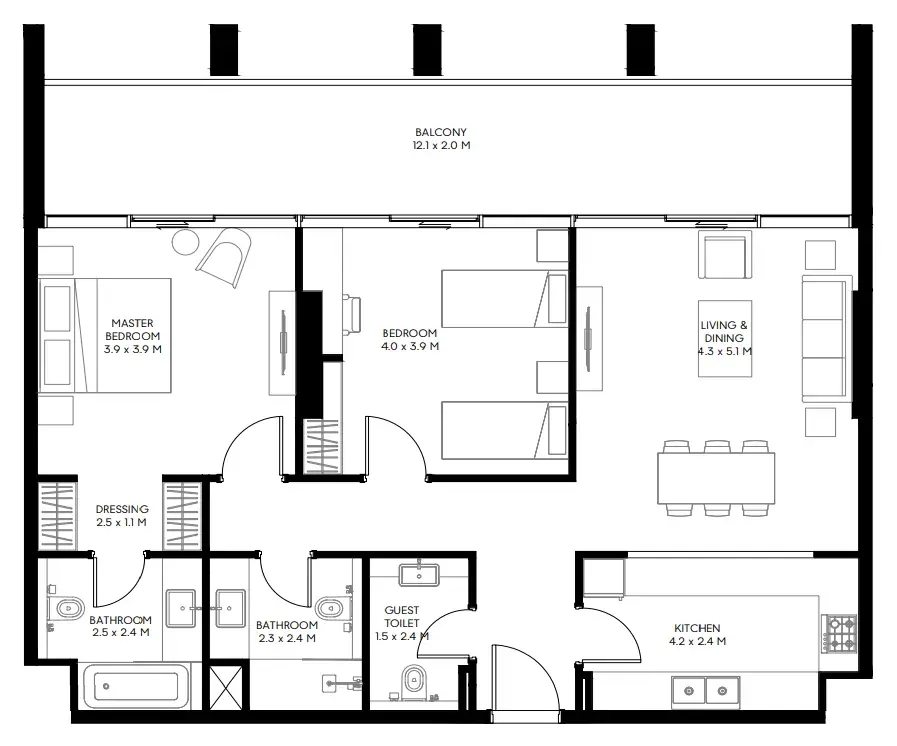 BALCONY
12.1 x 2.0 M
MASTER
BEDROOM
3.9 x 3.9 M
BEDROOM
4.0 x 3.9 M
LIVING &
DINING
4.3 x 5.1 M
DRESSING
2.5 x 1.1 M
BATHROOM
2.5 x 2.4 M
BATHROOM
2.3 x 2.4 M
GUEST
TOILET
1.5 x 2.4 M
KITCHEN
4.2 x 2.4 M